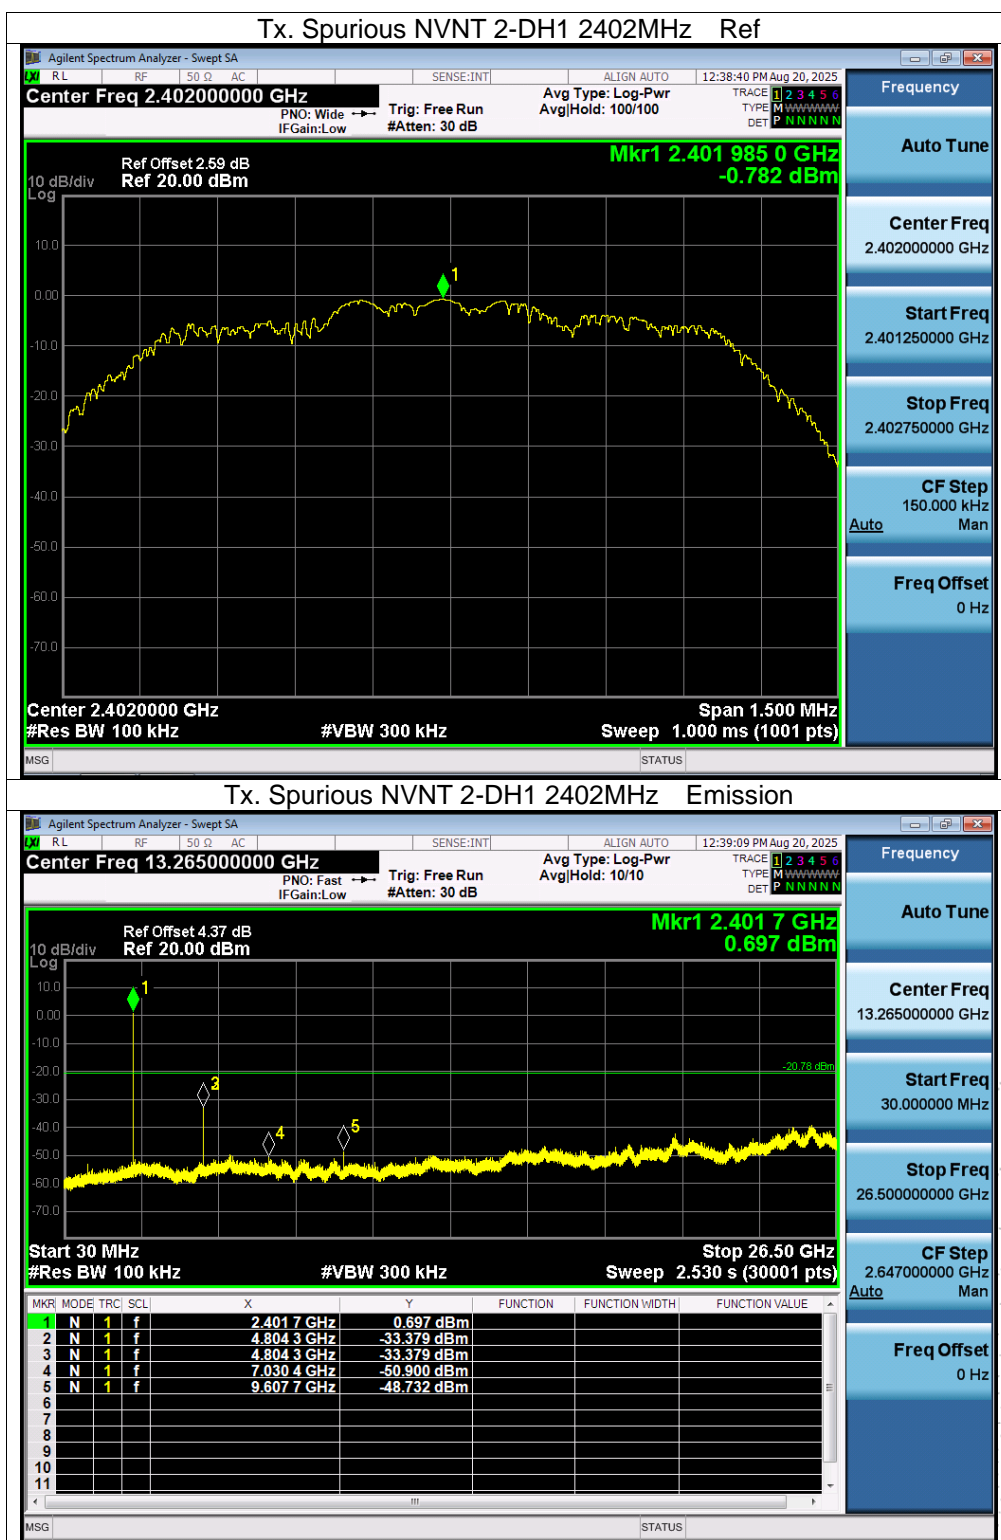 Tx. Spurious NVNT 2-DH1 2402MHz Ref
Agilent Spectrum Analyzer - Swept SA
LXI RL RF 50 Ω AC SENSE:INT ALIGN AUTO 12:38:40 PM Aug 20, 2025
Center Freq 2.402000000 GHz
PNO: Wide
IFGain:Low
Trig: Free Run
#Atten: 30 dB
Avg Type: Log-Pwr
Avg|Hold: 100/100
TRACE 1 2 3 4 5 6
TYPE M WWWWW
DET P N N N N N
Frequency
Auto Tune
Center Freq
2.402000000 GHz
Start Freq
2.401250000 GHz
Stop Freq
2.402750000 GHz
CF Step
150.000 kHz
Auto Man
Freq Offset
0 Hz
Mkr1 2.401 985 0 GHz
-0.782 dBm
Ref Offset 2.59 dB
10 dB/div Ref 20.00 dBm
Log
10.0
0.00
-10.0
-20.0
-30.0
-40.0
-50.0
-60.0
-70.0
1
Center 2.4020000 GHz Span 1.500 MHz
#Res BW 100 kHz #VBW 300 kHz Sweep 1.000 ms (1001 pts)
MSG STATUS
Tx. Spurious NVNT 2-DH1 2402MHz Emission
Agilent Spectrum Analyzer - Swept SA
LXI RL RF 50 Ω AC SENSE:INT ALIGN AUTO 12:39:09 PM Aug 20, 2025
Center Freq 13.265000000 GHz
PNO: Fast
IFGain:Low
Trig: Free Run
#Atten: 30 dB
Avg Type: Log-Pwr
Avg|Hold: 10/10
TRACE 1 2 3 4 5 6
TYPE M WWWWW
DET P N N N N N
Frequency
Auto Tune
Center Freq
13.265000000 GHz
Start Freq
30.000000 MHz
Stop Freq
26.500000000 GHz
CF Step
2.647000000 GHz
Auto Man
Freq Offset
0 Hz
Mkr1 2.401 7 GHz
0.697 dBm
Ref Offset 4.37 dB
10 dB/div Ref 20.00 dBm
Log
10.0
0.00
-10.0
-20.0
-30.0
-40.0
-50.0
-60.0
-70.0
-20.78 dBm
1
3
4
5
Start 30 MHz Stop 26.50 GHz
#Res BW 100 kHz #VBW 300 kHz Sweep 2.530 s (30001 pts)
MKR MODE TRC SCL X Y FUNCTION FUNCTION WIDTH FUNCTION VALUE
1 N 1 f 2.401 7 GHz 0.697 dBm
2 N 1 f 4.804 3 GHz -33.379 dBm
3 N 1 f 4.804 3 GHz -33.379 dBm
4 N 1 f 7.030 4 GHz -50.900 dBm
5 N 1 f 9.607 7 GHz -48.732 dBm
6
7
8
9
10
11
MSG STATUS